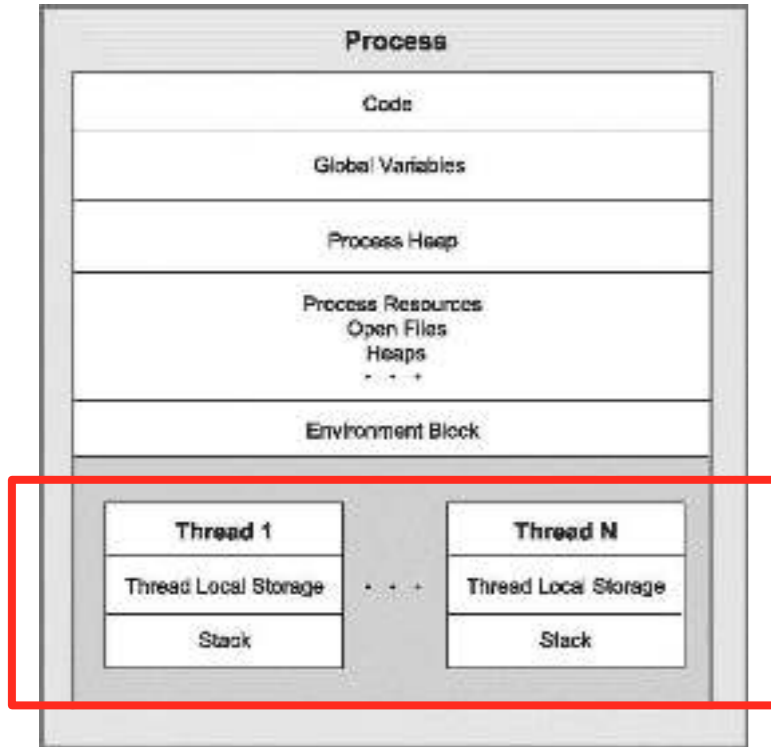 Process
Code
Global Variables
Process Heap
Process Resources
Open Files
Heaps
. . .
Environment Block
Thread 1
Thread N
Thread Local Storage
. . .
Thread Local Storage
Stack
Stack